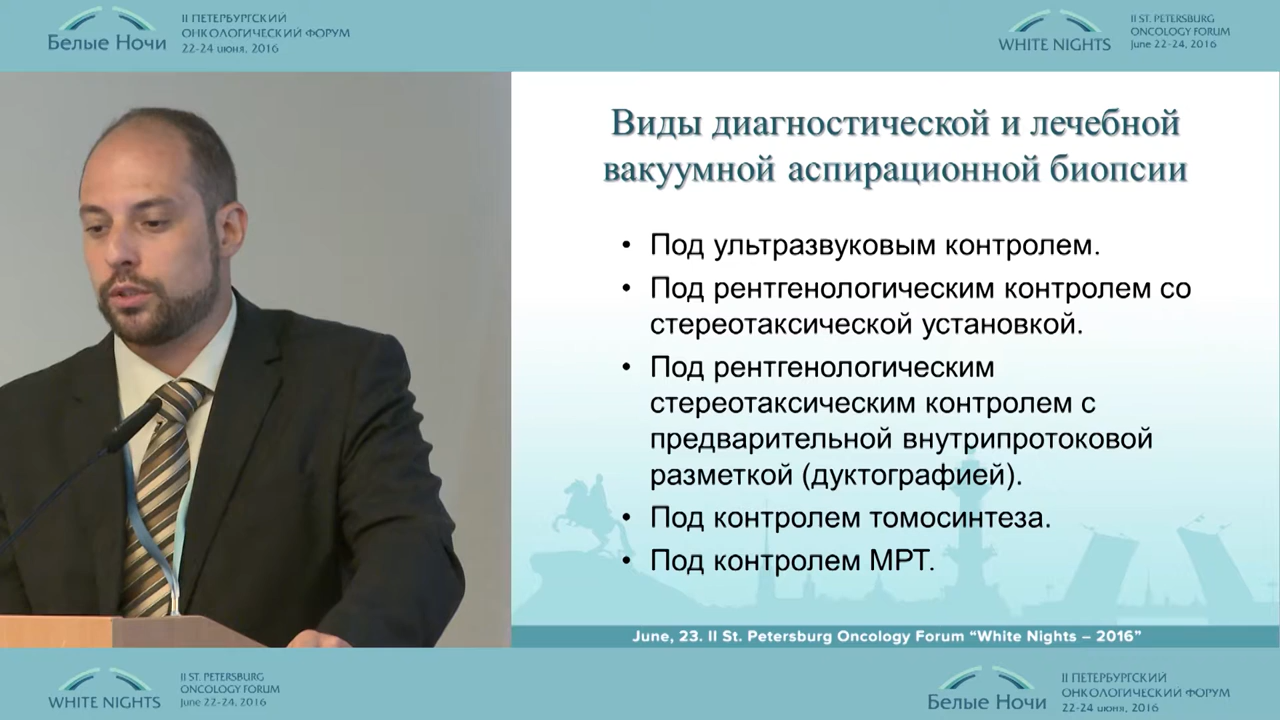 Белые Ночи
II ПЕТЕРБУРГСКИЙ
ОНКОЛОГИЧЕСКИЙ ФОРУМ
22-24 июня, 2016
WHITE NIGHTS
II ST. PETERSBURG
ONCOLOGY FORUM
June 22-24, 2016
Виды диагностической и лечебной
вакуумной аспирационной биопсии
• Под ультразвуковым контролем.
• Под рентгенологическим контролем со
стереотаксической установкой.
• Под рентгенологическим
стереотаксическим контролем с
предварительной внутрипротоковой
разметкой (дуктографией).
• Под контролем томосинтеза.
• Под контролем МРТ.
June, 23. II St. Petersburg Oncology Forum “White Nights – 2016”
WHITE NIGHTS
II ST. PETERSBURG
ONCOLOGY FORUM
June 22-24, 2016
Белые Ночи
II ПЕТЕРБУРГСКИЙ
ОНКОЛОГИЧЕСКИЙ ФОРУМ
22-24 июня, 2016